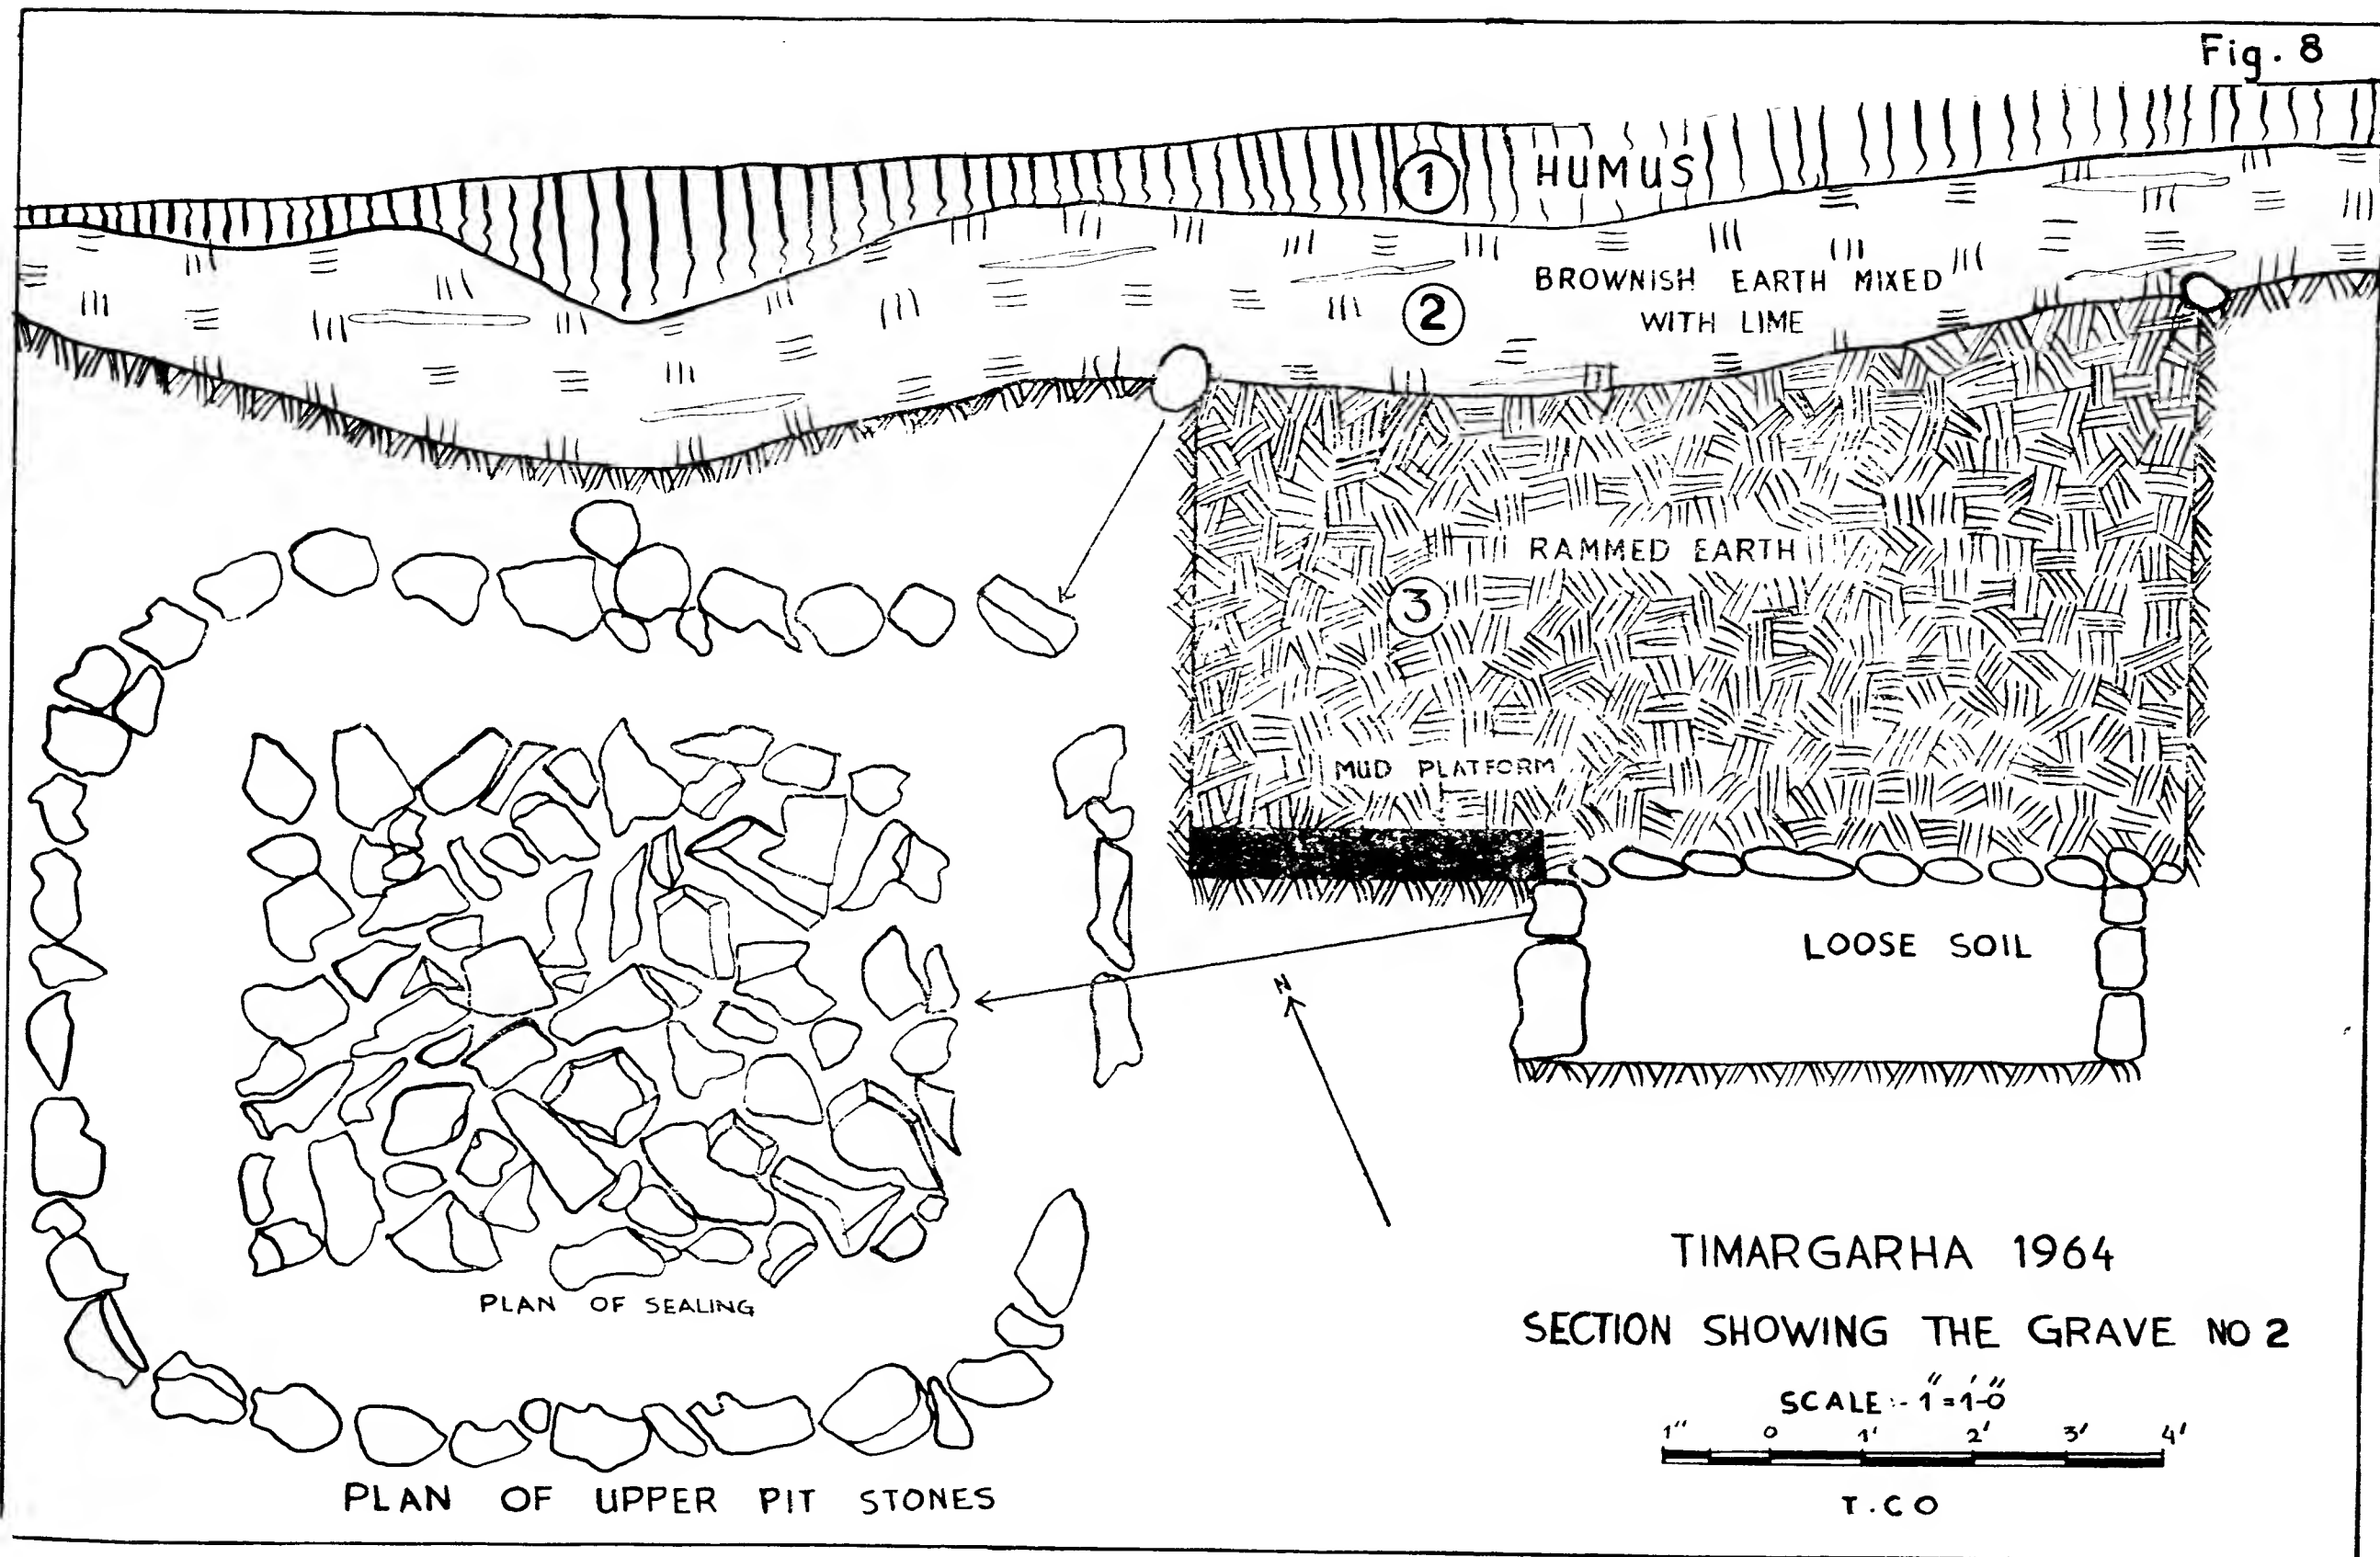 Fig. 8
1 HUMUS
2 BROWNISH EARTH MIXED
WITH LIME
RAMMED EARTH
3
MUD PLATFORM
LOOSE SOIL
N
PLAN OF SEALING
PLAN OF UPPER PIT STONES
TIMARGARHA 1964
SECTION SHOWING THE GRAVE NO 2
SCALE :- 1" = 1'-0"
1" 0 1' 2' 3' 4'
T.C O